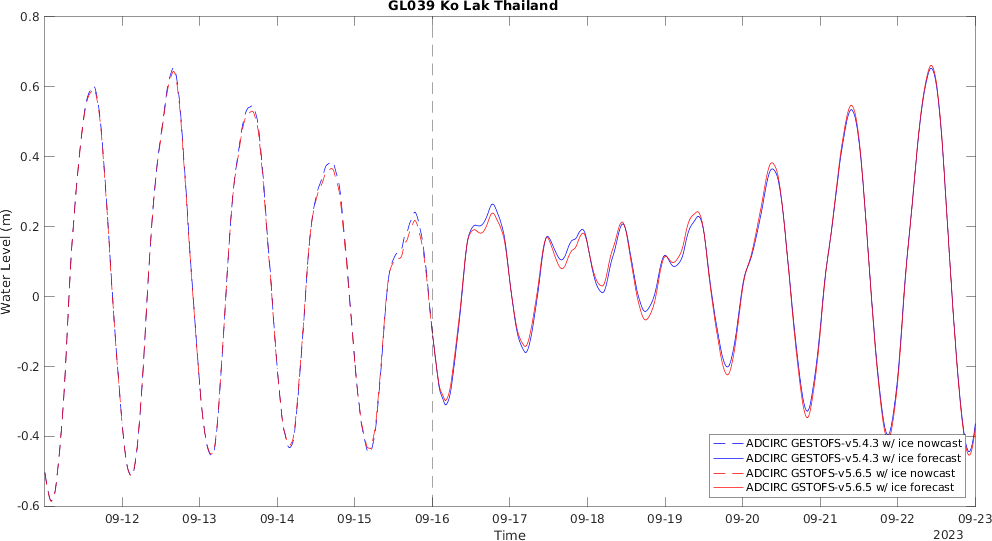 GL039 Ko Lak Thailand
0.8
0.6
0.4
0.2
0
-0.2
-0.4
-0.6
Water Level (m)
ADCIRC GESTOFS-v5.4.3 w/ ice nowcast
ADCIRC GESTOFS-v5.4.3 w/ ice forecast
ADCIRC GSTOFS-v5.6.5 w/ ice nowcast
ADCIRC GSTOFS-v5.6.5 w/ ice forecast
09-12 09-13 09-14 09-15 09-16 09-17 09-18 09-19 09-20 09-21 09-22 09-23
Time
2023